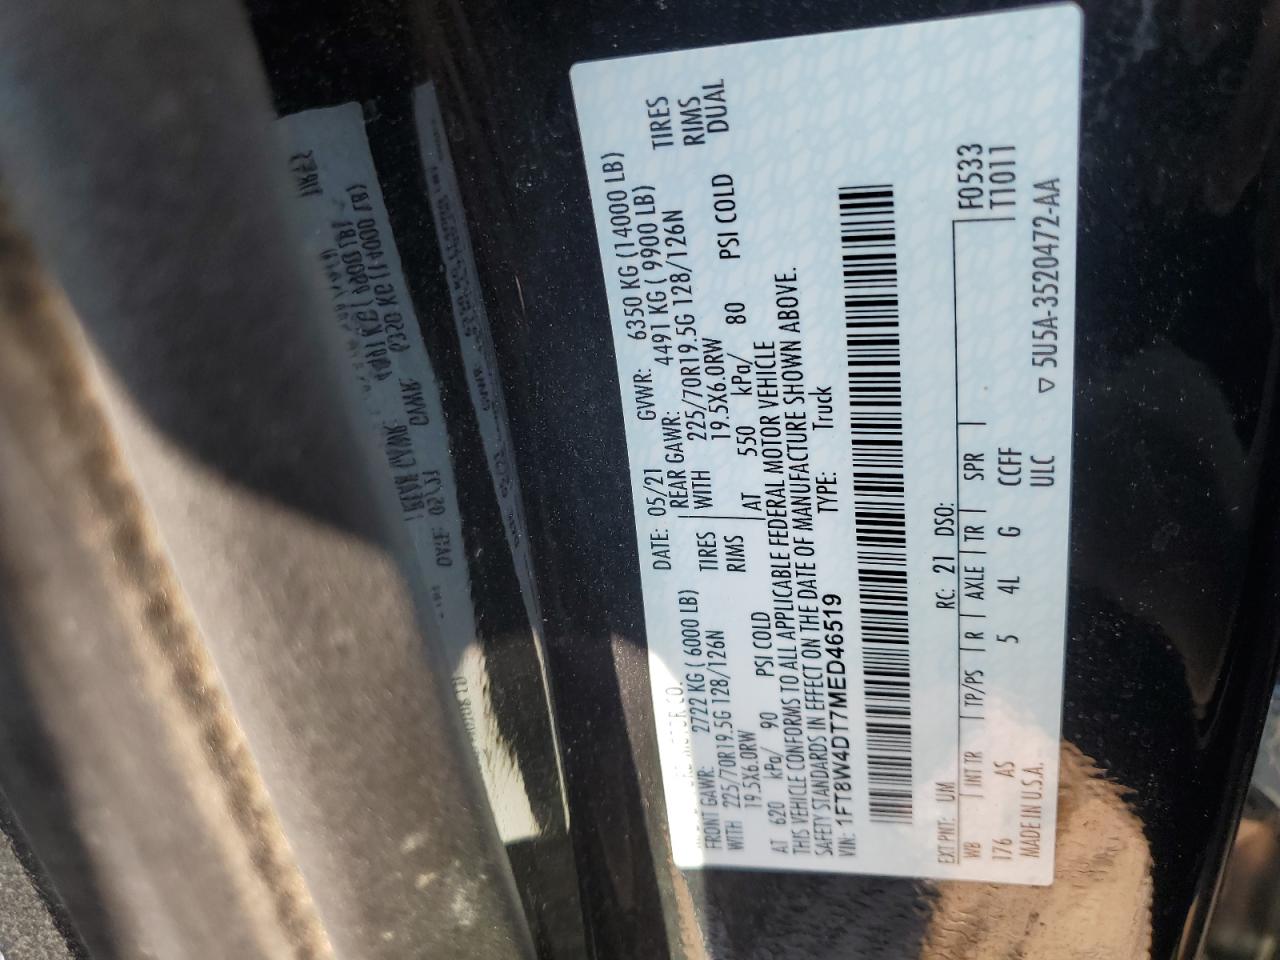 DATE: 05/21 GVWR: 6350 KG (14000 LB)
FRONT GAWR: 2722 KG ( 6000 LB) REAR GAWR: 4491 KG ( 9900 LB)
WITH 225/70R19.5G 128/126N TIRES WITH 225/70R19.5G 128/126N TIRES
19.5X6.0RW RIMS 19.5X6.0RW RIMS
AT 620 kPa/ 90 PSI COLD AT 550 kPa/ 80 PSI COLD DUAL
THIS VEHICLE CONFORMS TO ALL APPLICABLE FEDERAL MOTOR VEHICLE
SAFETY STANDARDS IN EFFECT ON THE DATE OF MANUFACTURE SHOWN ABOVE.
VIN: 1FT8W4DT7MED46519 TYPE: Truck
EXT PNT: UM RC: 21 DSO: F0533
WB INT TR TP/PS R AXLE TR SPR T1011
176 AS 5 4L G CCFF
MADE IN U.S.A. ULC ▽ 5U5A-3520472-AA